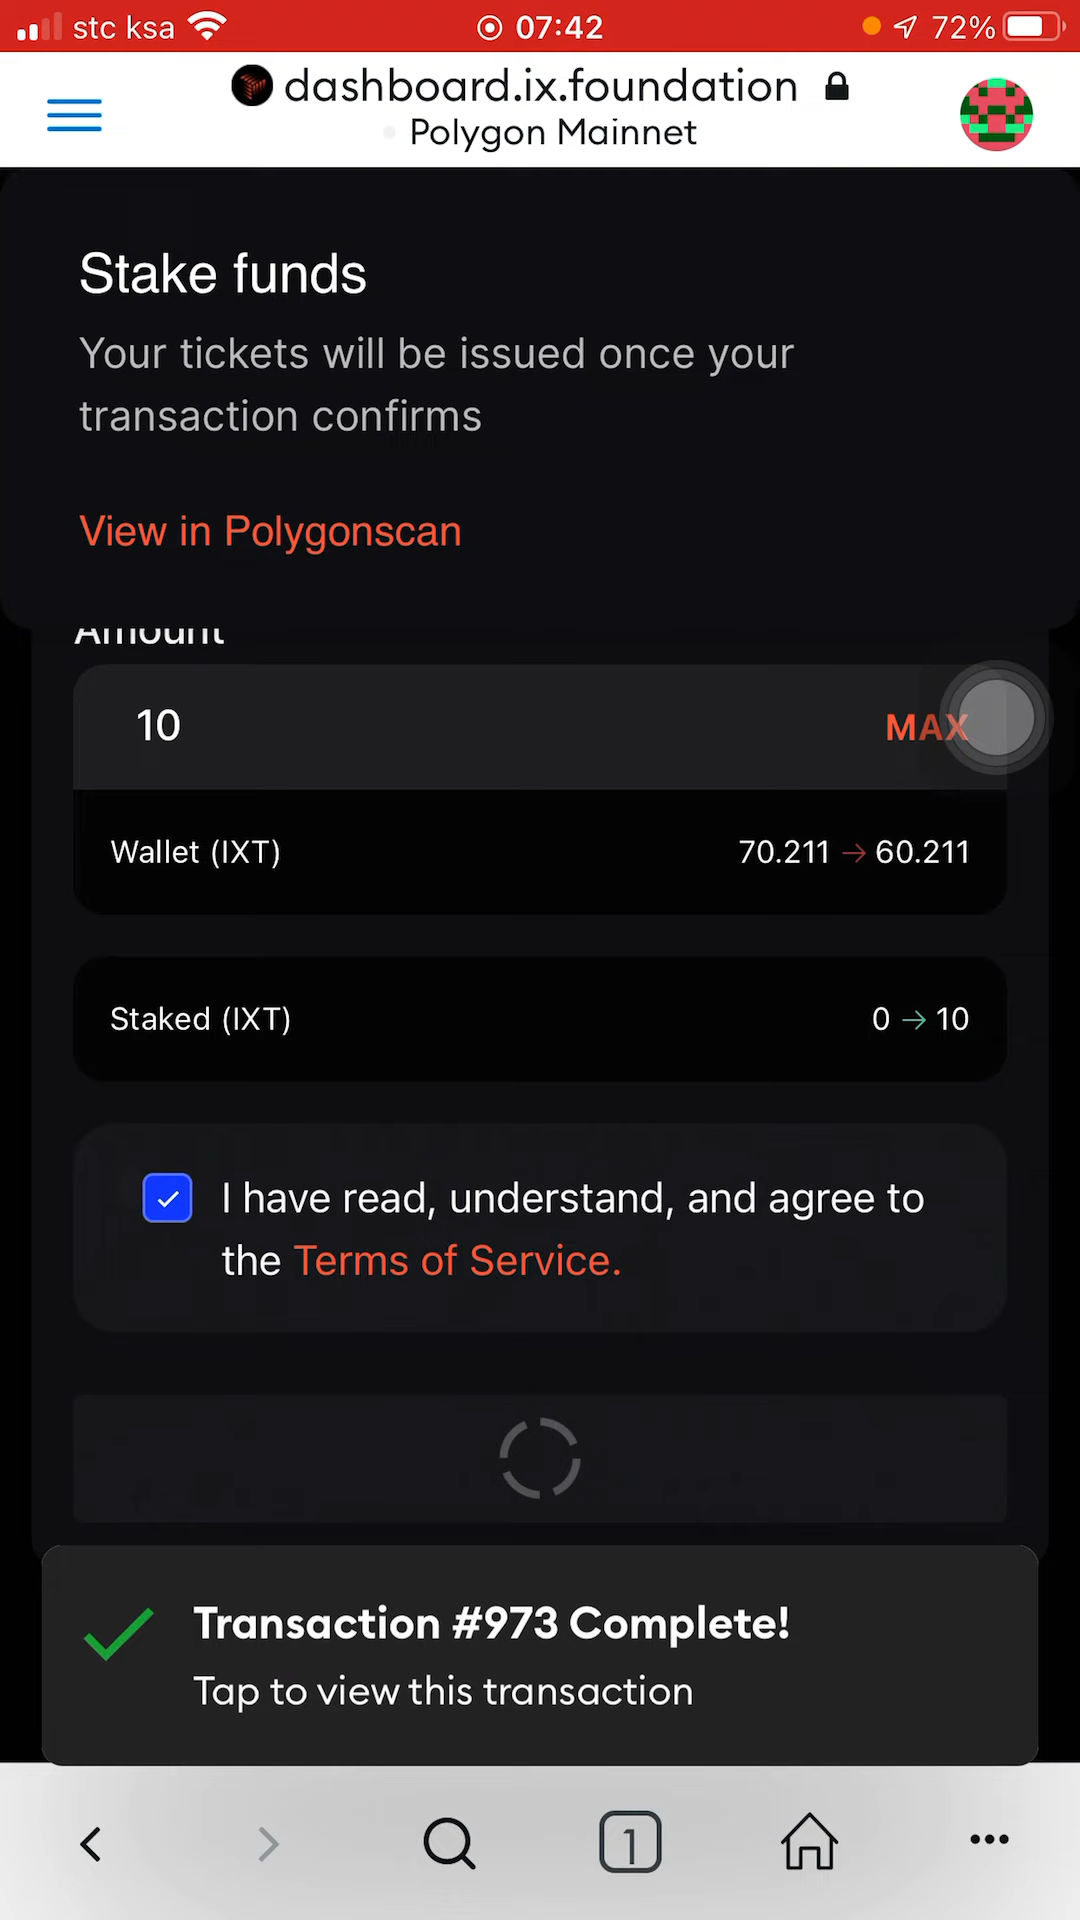 stc ksa
07:42
72%
dashboard.ix.foundation
Polygon Mainnet
Stake funds
Your tickets will be issued once your
transaction confirms
View in Polygonscan
Amount
10
MAX
Wallet (IXT)
70.211 → 60.211
Staked (IXT)
0 → 10
I have read, understand, and agree to
the Terms of Service.
Transaction #973 Complete!
Tap to view this transaction
1